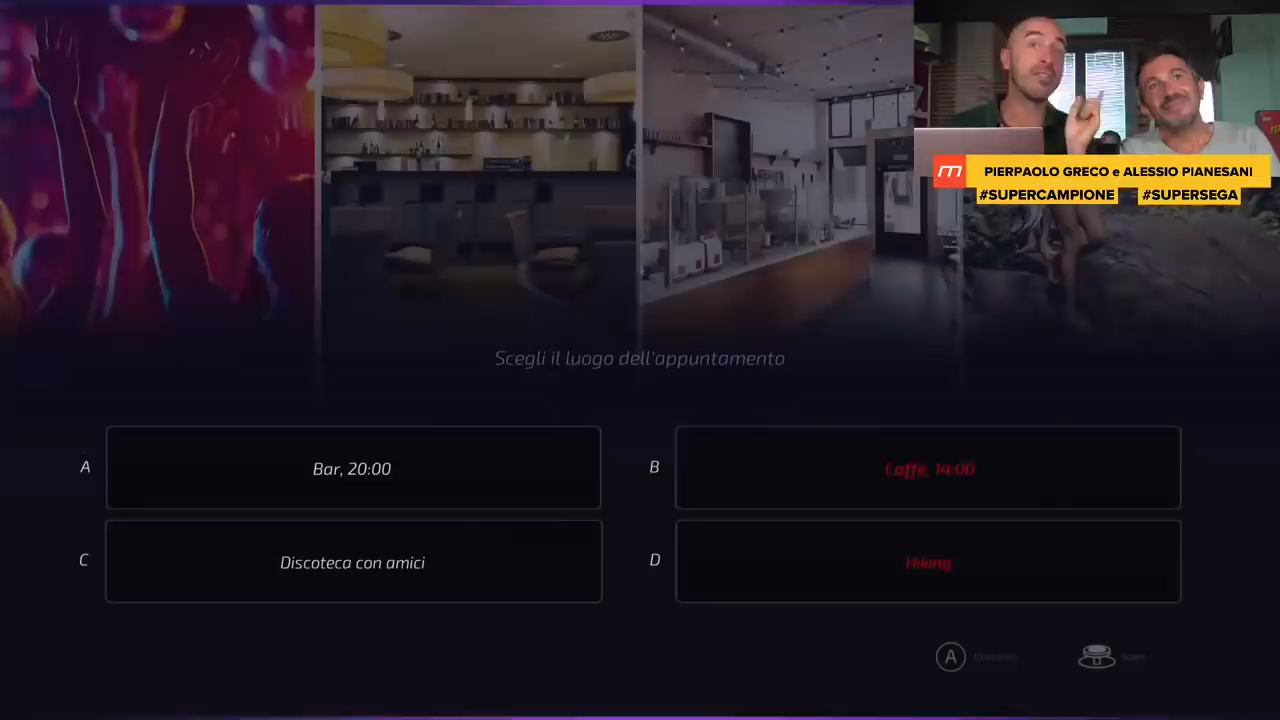 PIERPAOLO GRECO e ALESSIO PIANESANI
#SUPERCAMPIONE #SUPERSEGA
Scegli il luogo dell'appuntamento
A Bar, 20:00
B Caffe, 14:00
C Discoteca con amici
D Hiking
A